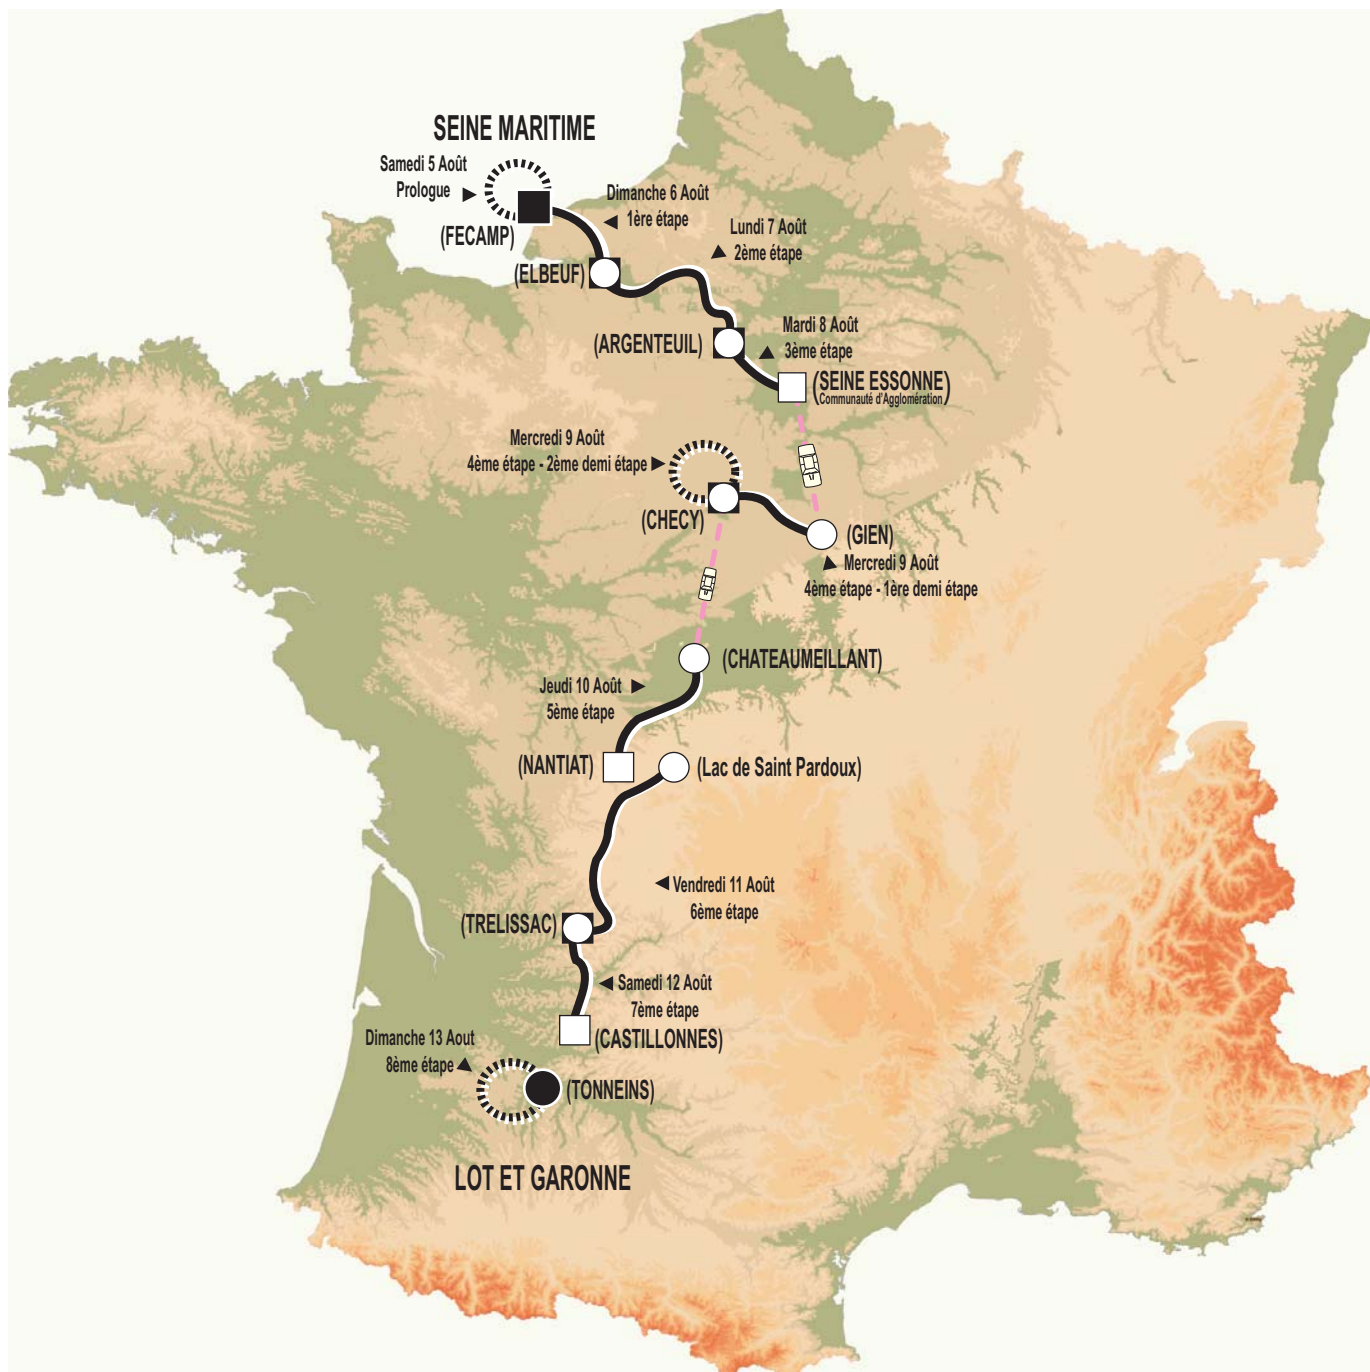 SEINE MARITIME
Samedi 5 Août
Prologue
(FECAMP)
Dimanche 6 Août
1ère étape
(ELBEUF)
Lundi 7 Août
2ème étape
(ARGENTEUIL)
Mardi 8 Août
3ème étape
(SEINE ESSONNE)
Communauté d'Agglomération
Mercredi 9 Août
4ème étape - 2ème demi étape
(CHECY)
(GIEN)
Mercredi 9 Août
4ème étape - 1ère demi étape
(CHATEAUMEILLANT)
Jeudi 10 Août
5ème étape
(NANTIAT)
(Lac de Saint Pardoux)
Vendredi 11 Août
6ème étape
(TRELISSAC)
Samedi 12 Août
7ème étape
(CASTILLONNES)
Dimanche 13 Aout
8ème étape
(TONNEINS)
LOT ET GARONNE